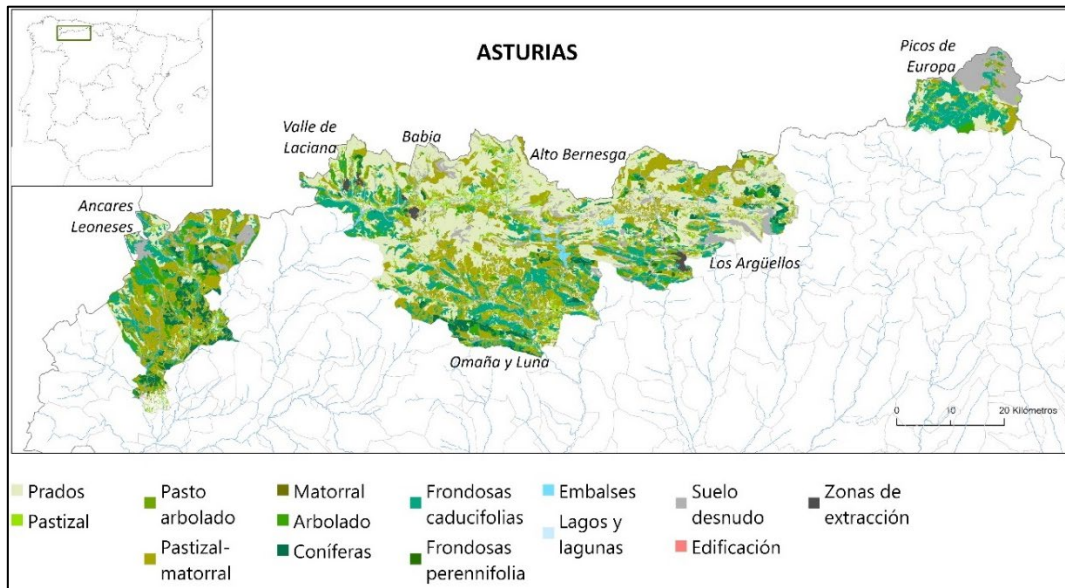 ASTURIAS
Picos de
Europa
Valle de
Laciana
Babia
Alto Bernesga
Ancares
Leoneses
Los Argüellos
Omaña y Luna
0 10 20 Kilómetros
Prados
Pastizal
Pasto
arbolado
Pastizal-
matorral
Matorral
Arbolado
Coníferas
Frondosas
caducifolias
Frondosas
perennifolia
Embalses
Lagos y
lagunas
Suelo
desnudo
Edificación
Zonas de
extracción